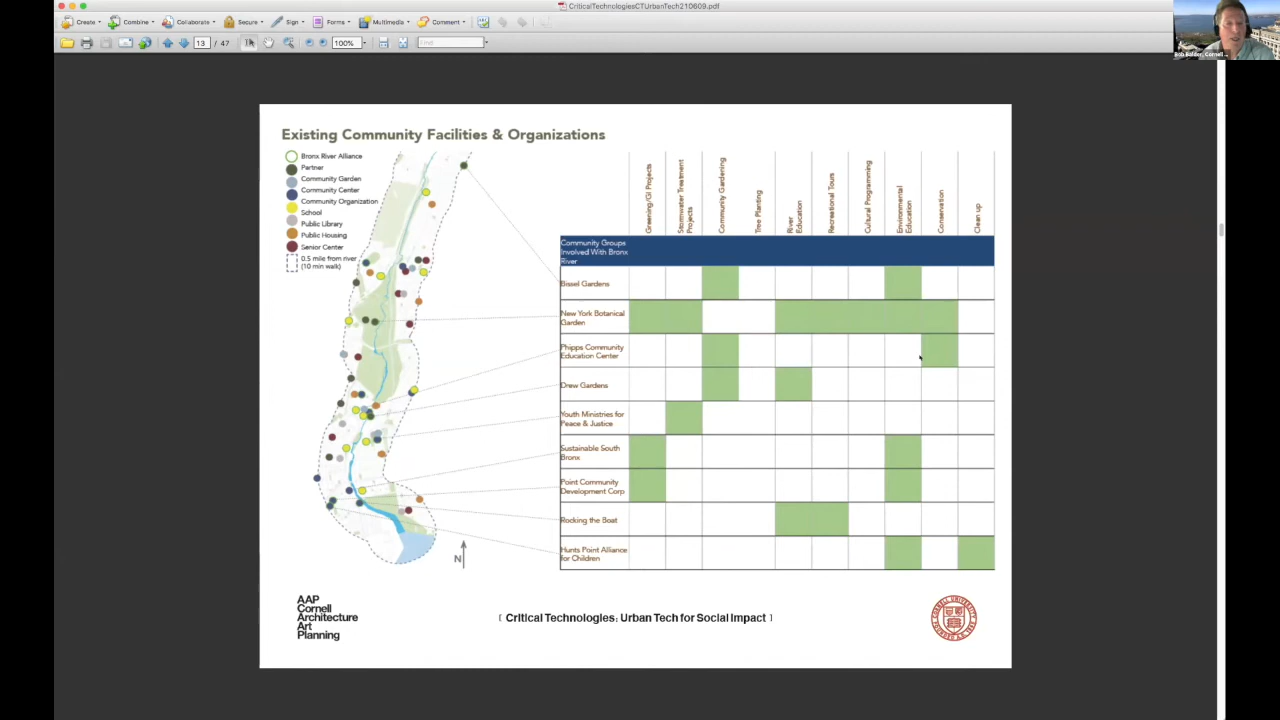 CriticalTechnologiesCTUrbanTech210609.pdf
Create
Combine
Collaborate
Secure
Sign
Forms
Multimedia
Comment
13 / 47
100%
Find
Existing Community Facilities & Organizations
Bronx River Alliance
Partner
Community Garden
Community Center
Community Organization
School
Public Library
Public Housing
Senior Center
0.5 mile from river
(10 min walk)
N
Greening/GI Projects
Stormwater Treatment
Projects
Community Gardening
Tree Planting
River
Education
Recreational Tours
Cultural Programming
Environmental
Education
Conservation
Clean up
Community Groups
Involved With Bronx
River
Bissel Gardens
New York Botanical
Garden
Phipps Community
Education Center
Drew Gardens
Youth Ministries for
Peace & Justice
Sustainable South
Bronx
Point Community
Development Corp
Rocking the Boat
Hunts Point Alliance
for Children
AAP
Cornell
Architecture
Art
Planning
[ Critical Technologies: Urban Tech for Social Impact ]